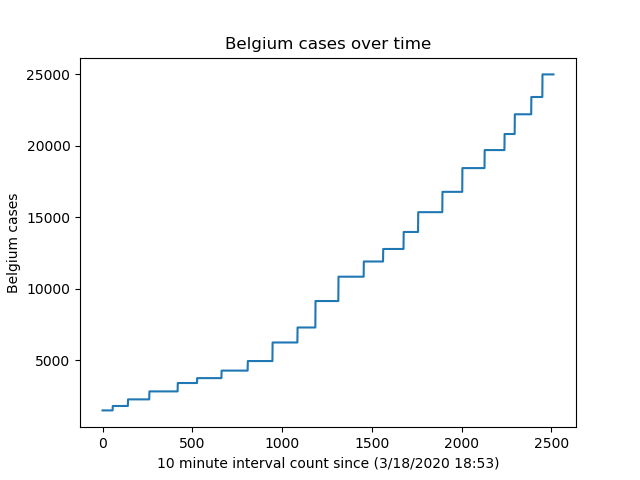 Belgium cases over time
25000
20000
15000
10000
5000
Belgium cases
0 500 1000 1500 2000 2500
10 minute interval count since (3/18/2020 18:53)